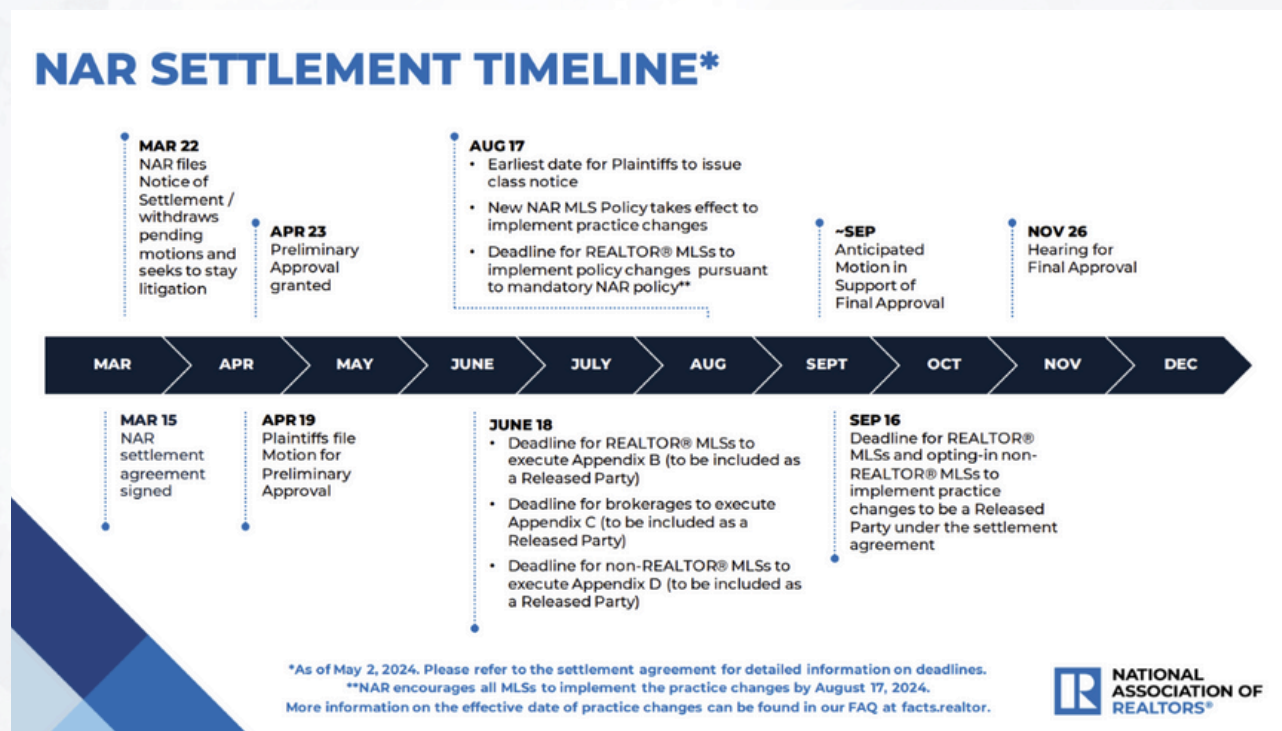 NAR SETTLEMENT TIMELINE*
MAR 22
NAR files
Notice of
Settlement /
withdraws
pending
motions and
seeks to stay
litigation
APR 23
Preliminary
Approval
granted
AUG 17
• Earliest date for Plaintiffs to issue
class notice
• New NAR MLS Policy takes effect to
implement practice changes
• Deadline for REALTOR® MLSs to
implement policy changes pursuant
to mandatory NAR policy**
~SEP
Anticipated
Motion in
Support of
Final Approval
NOV 26
Hearing for
Final Approval
MAR APR MAY JUNE JULY AUG SEPT OCT NOV DEC
MAR 15
NAR
settlement
agreement
signed
APR 19
Plaintiffs file
Motion for
Preliminary
Approval
JUNE 18
• Deadline for REALTOR® MLSs to
execute Appendix B (to be included as
a Released Party)
• Deadline for brokerages to execute
Appendix C (to be included as a
Released Party)
• Deadline for non-REALTOR® MLSs to
execute Appendix D (to be included as
a Released Party)
SEP 16
Deadline for REALTOR®
MLSs and opting-in non-
REALTOR® MLSs to
implement practice
changes to be a Released
Party under the settlement
agreement
*As of May 2, 2024. Please refer to the settlement agreement for detailed information on deadlines.
**NAR encourages all MLSs to implement the practice changes by August 17, 2024.
More information on the effective date of practice changes can be found in our FAQ at facts.realtor.
NATIONAL
ASSOCIATION OF
REALTORS®